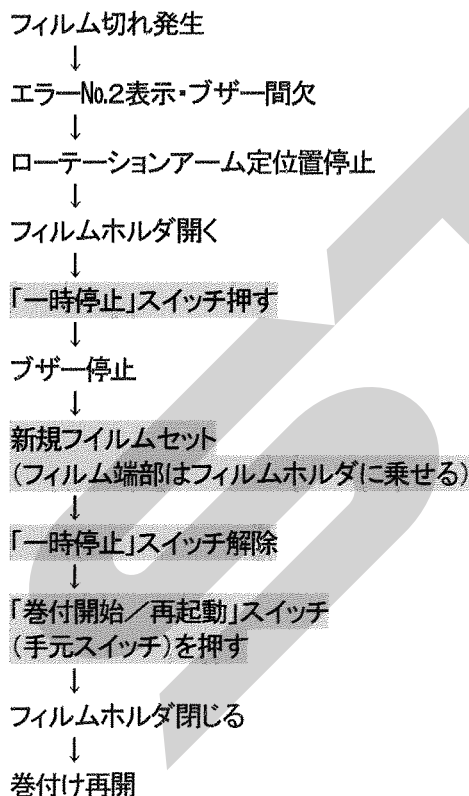 フィルム切れ発生
↓
エラーNo.2表示・ブザー間欠
↓
ローテーションアーム定位置停止
↓
フィルムホルダ開く
↓
「一時停止」スイッチ押す
↓
ブザー停止
↓
新規フイルムセット
(フィルム端部はフィルムホルダに乗せる)
↓
「一時停止」スイッチ解除
↓
「巻付開始／再起動」スイッチ
(手元スイッチ)を押す
↓
フィルムホルダ閉じる
↓
巻付け再開